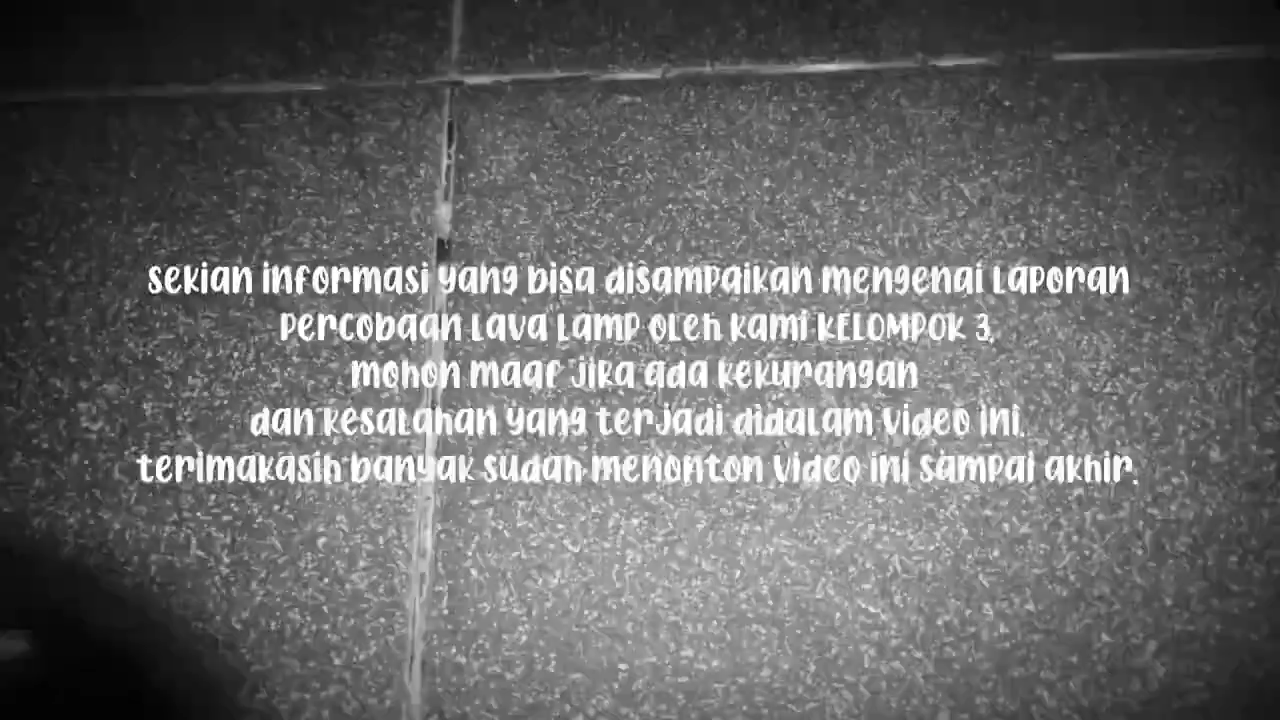 sekian informasi yang bisa disampaikan mengenai Laporan
percobaan Lava Lamp oleh kami KELOMPOK 3,
mohon maaf jika ada kekurangan
dan kesalahan yang terjadi didalam video ini.
terimakasih banyak sudah menonton video ini sampai akhir.